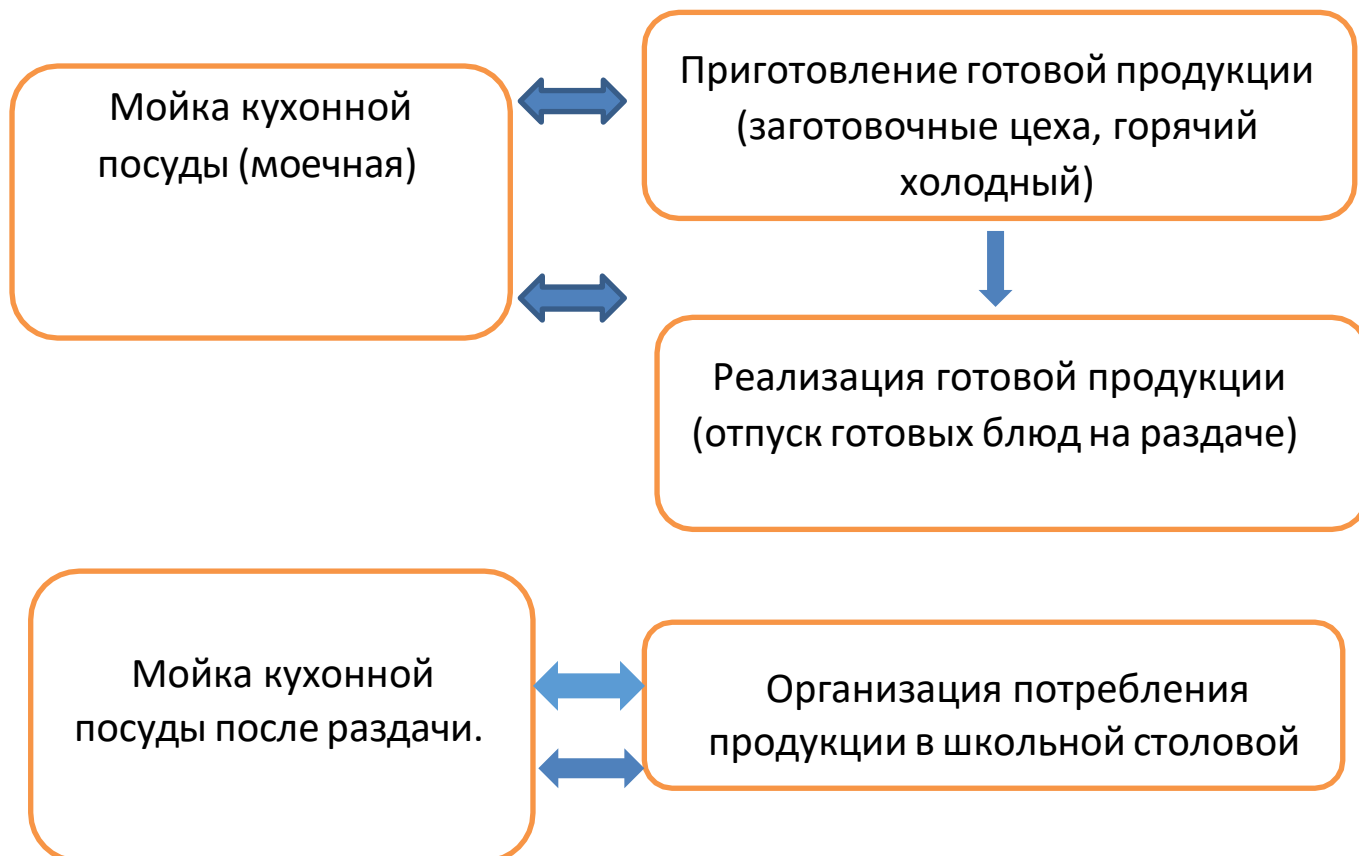 Мойка кухонной
посуды (моечная)
Приготовление готовой продукции
(заготовочные цеха, горячий
холодный)
Реализация готовой продукции
(отпуск готовых блюд на раздаче)
Мойка кухонной
посуды после раздачи.
Организация потребления
продукции в школьной столовой